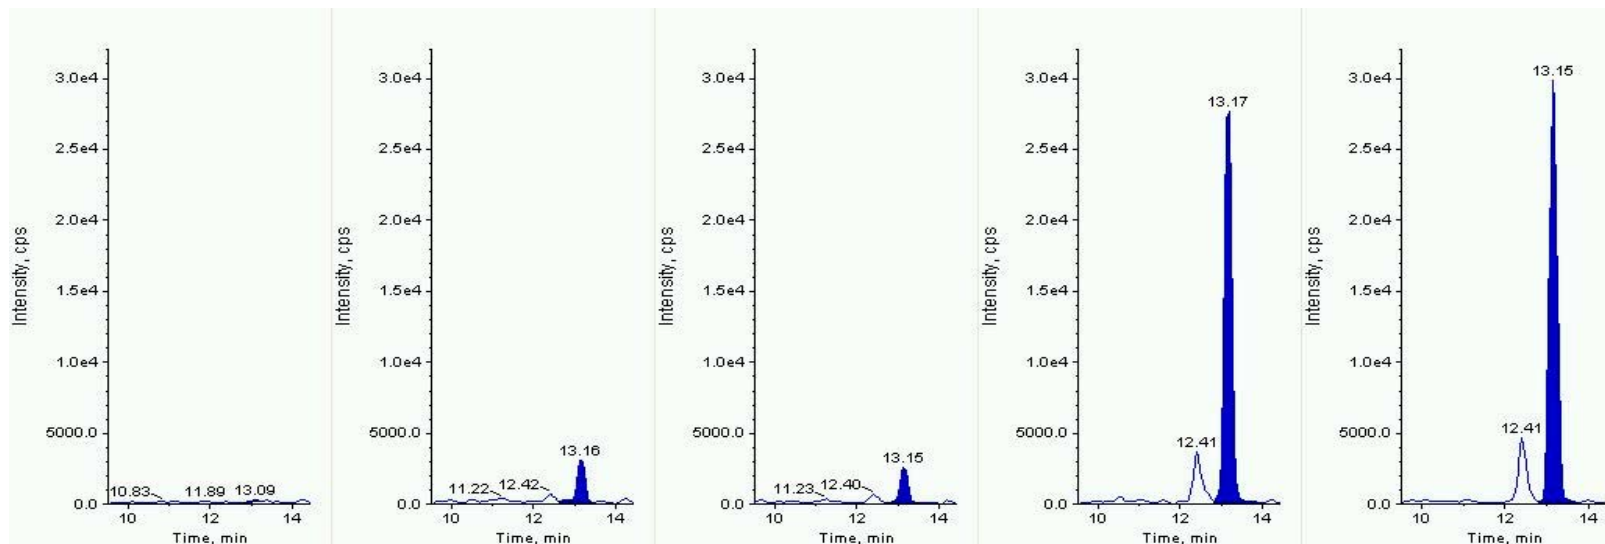 Intensity, cps
3.0e4
2.5e4
2.0e4
1.5e4
1.0e4
5000.0
0.0
10.83
11.89
13.09
10
12
14
Time, min
Intensity, cps
3.0e4
2.5e4
2.0e4
1.5e4
1.0e4
5000.0
0.0
11.22
12.42
13.16
10
12
14
Time, min
Intensity, cps
3.0e4
2.5e4
2.0e4
1.5e4
1.0e4
5000.0
0.0
11.23
12.40
13.15
10
12
14
Time, min
Intensity, cps
3.0e4
2.5e4
2.0e4
1.5e4
1.0e4
5000.0
0.0
12.41
13.17
10
12
14
Time, min
Intensity, cps
3.0e4
2.5e4
2.0e4
1.5e4
1.0e4
5000.0
0.0
12.41
13.15
10
12
14
Time, min